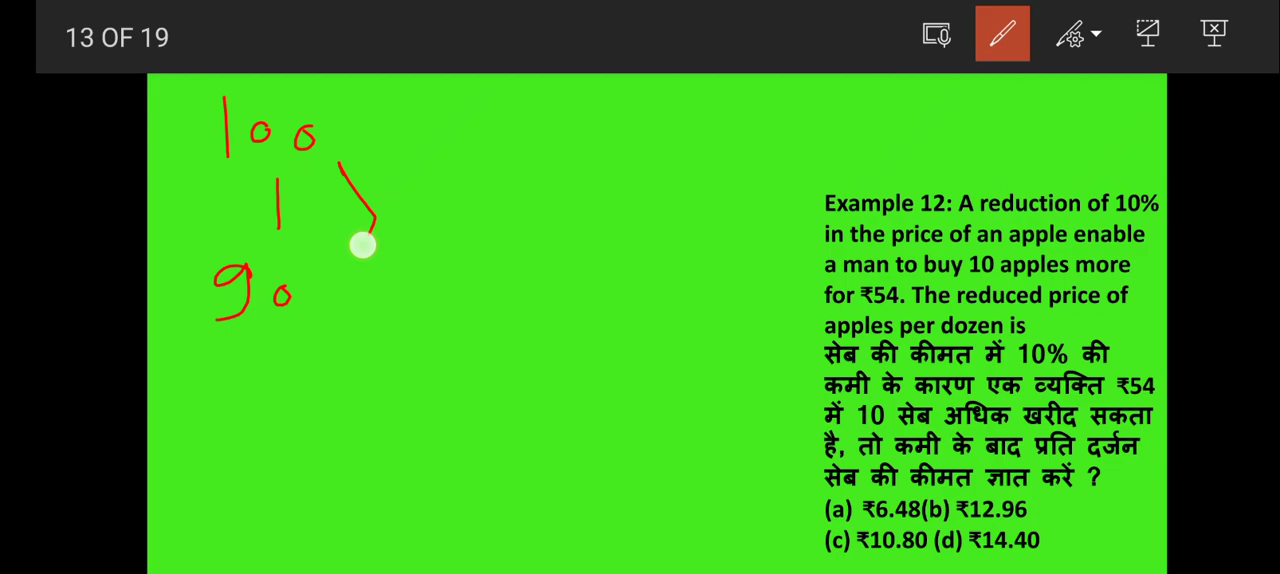 13 OF 19
100
90
Example 12: A reduction of 10%
in the price of an apple enable
a man to buy 10 apples more
for ₹54. The reduced price of
apples per dozen is
सेब की कीमत में 10% की
कमी के कारण एक व्यक्ति ₹54
में 10 सेब अधिक खरीद सकता
है, तो कमी के बाद प्रति दर्जन
सेब की कीमत ज्ञात करें ?
(a) ₹6.48(b) ₹12.96
(c) ₹10.80 (d) ₹14.40